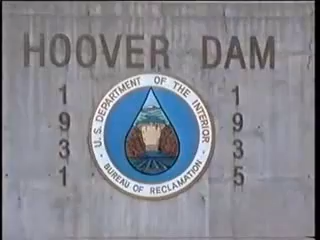 HOOVER DAM
1931
1935
U.S. DEPARTMENT OF THE INTERIOR
BUREAU OF RECLAMATION